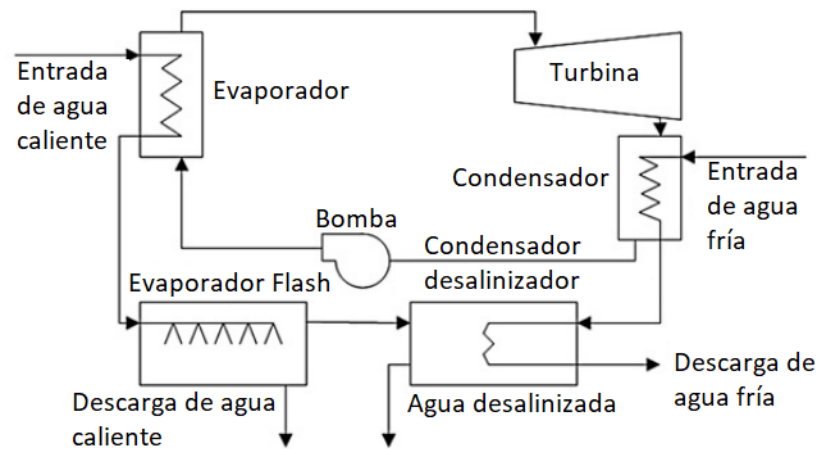 Entrada
de agua
caliente
Evaporador
Turbina
Condensador
Entrada
de agua
fría
Bomba
Condensador
desalinizador
Evaporador Flash
Descarga de agua
caliente
Agua desalinizada
Descarga de
agua fría